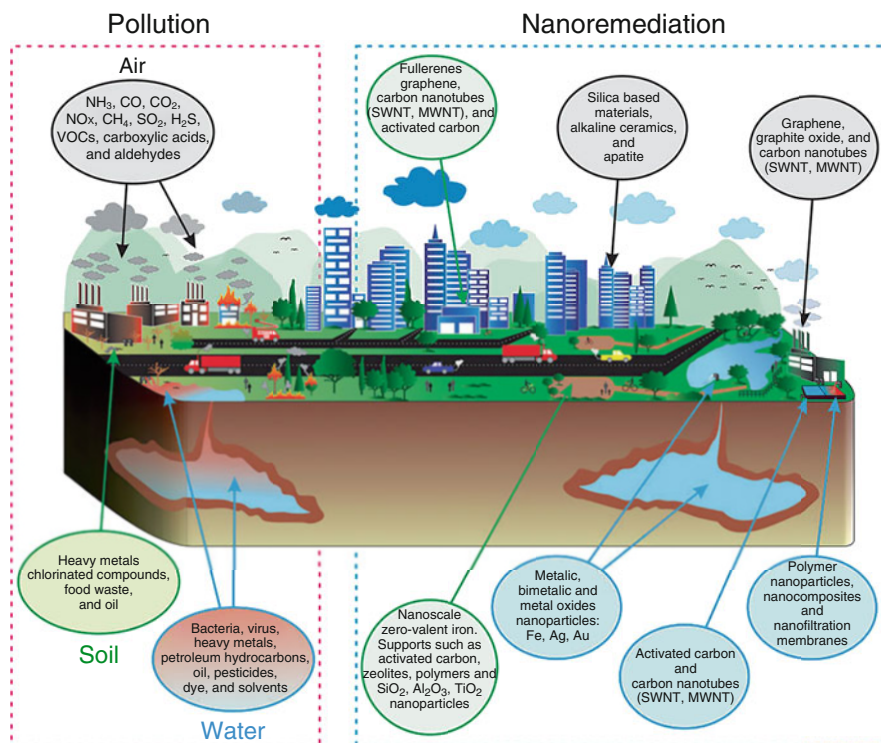 Pollution
Nanoremediation
Air
NH₃, CO, CO₂,
NOx, CH₄, SO₂, H₂S,
VOCs, carboxylic acids,
and aldehydes
Fullerenes
graphene,
carbon nanotubes
(SWNT, MWNT), and
activated carbon
Silica based
materials,
alkaline ceramics,
and
apatite
Graphene,
graphite oxide, and
carbon nanotubes
(SWNT, MWNT)
Heavy metals
chlorinated compounds,
food waste,
and oil
Soil
Bacteria, virus,
heavy metals,
petroleum hydrocarbons,
oil, pesticides,
dye, and solvents
Water
Nanoscale
zero-valent iron.
Supports such as
activated carbon,
zeolites, polymers and
SiO₂, Al₂O₃, TiO₂
nanoparticles
Metalic,
bimetalic and
metal oxides
nanoparticles:
Fe, Ag, Au
Activated carbon
and
carbon nanotubes
(SWNT, MWNT)
Polymer
nanoparticles,
nanocomposites
and
nanofiltration
membranes